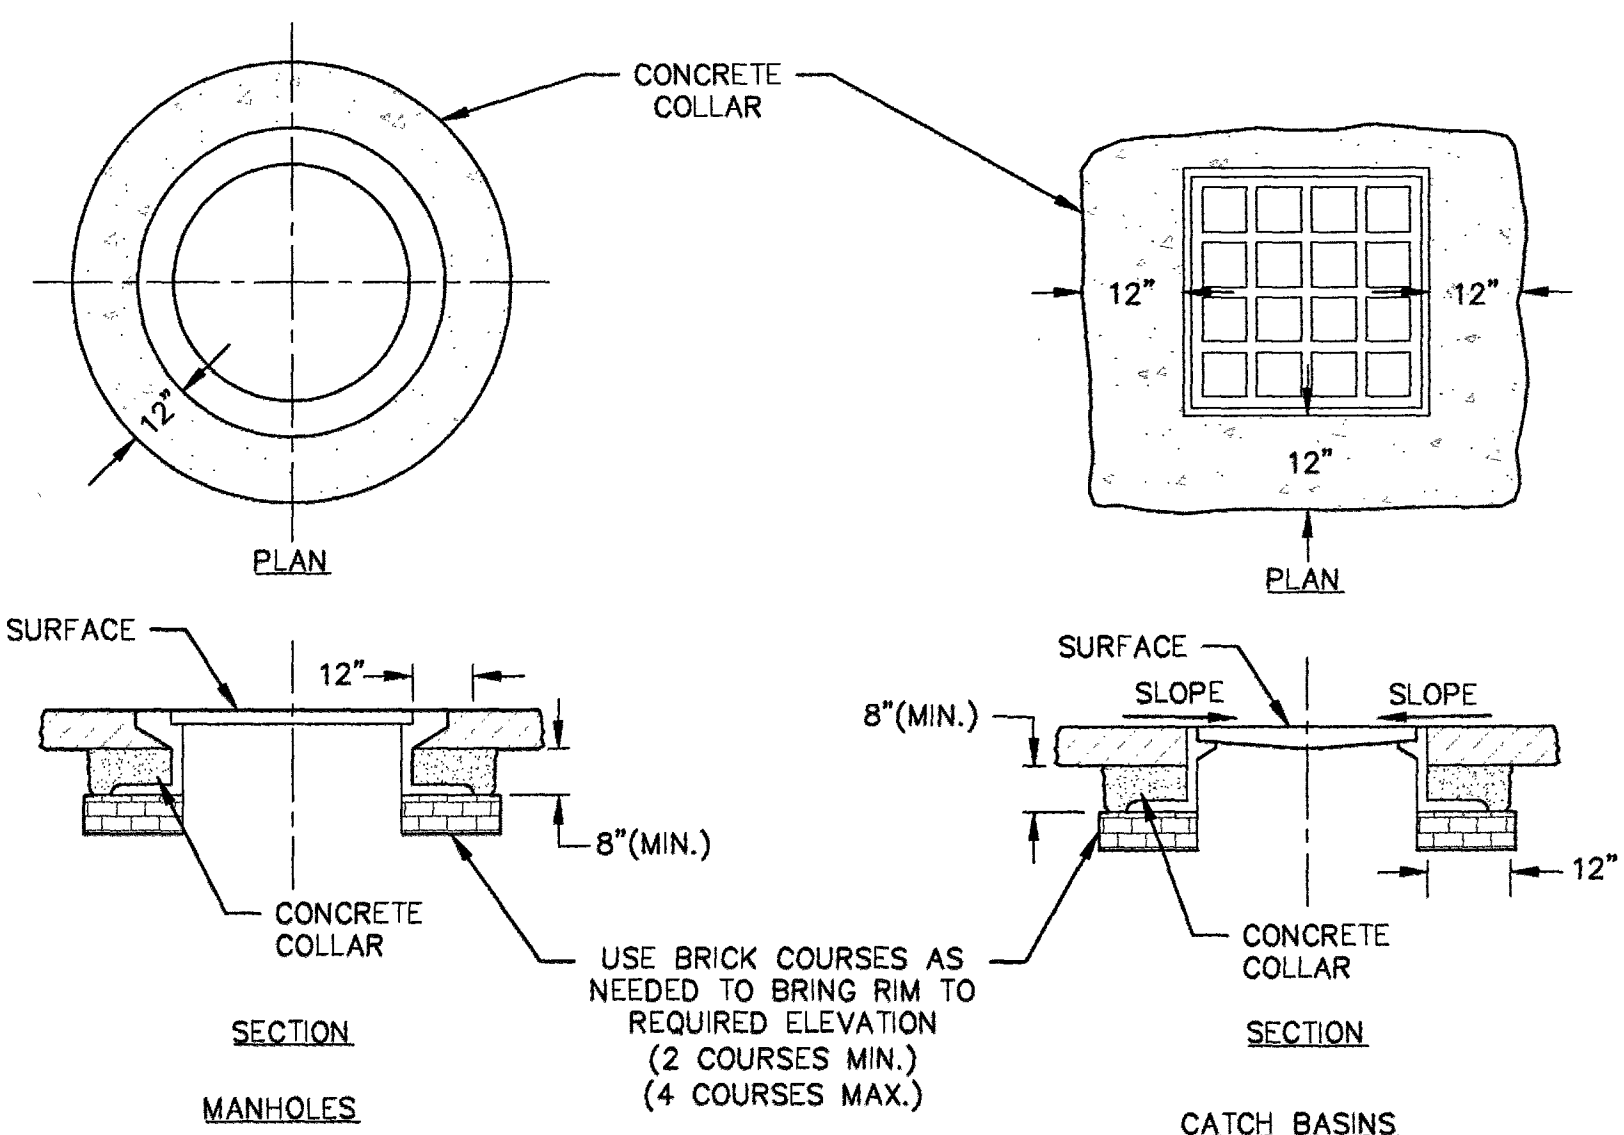 CONCRETE
COLLAR
12"
PLAN
12"
12"
12"
PLAN
SURFACE
12"
8"(MIN.)
CONCRETE
COLLAR
SECTION
MANHOLES
USE BRICK COURSES AS
NEEDED TO BRING RIM TO
REQUIRED ELEVATION
(2 COURSES MIN.)
(4 COURSES MAX.)
SURFACE
SLOPE
SLOPE
8"(MIN.)
12"
CONCRETE
COLLAR
SECTION
CATCH BASINS